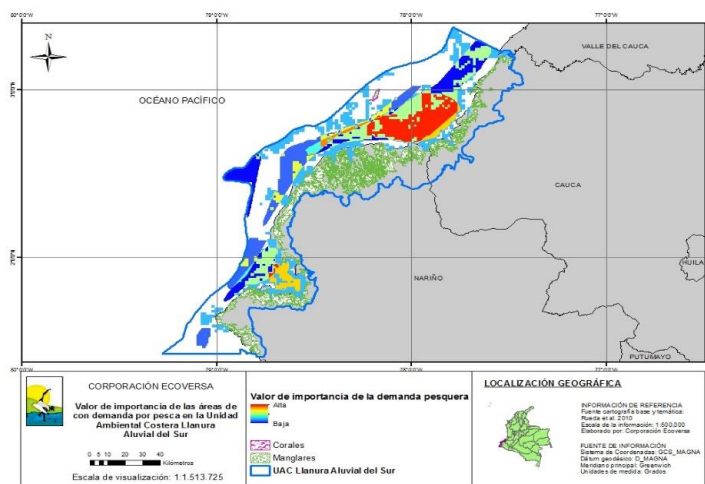 80°0'0"O
79°0'0"O
78°0'0"O
77°0'0"O
N
VALLE DEL CAUCA
OCÉANO PACÍFICO
CAUCA
HUILA
NARIÑO
PUTUMAYO
CORPORACIÓN ECOVERSA
Valor de importancia de las áreas de
con demanda por pesca en la Unidad
Ambiental Costera Llanura
Aluvial del Sur
0 5 10 20 30 40
Kilómetros
Escala de visualización: 1:1.513.725
Valor de importancia de la demanda pesquera
Alta
Baja
Corales
Manglares
UAC Llanura Aluvial del Sur
LOCALIZACIÓN GEOGRÁFICA
INFORMACIÓN DE REFERENCIA
Fuente cartografía base y temática:
Rueda et al. 2010
Escala de la información: 1:500,000
Elaborado por: Corporación Ecoversa
FUENTE DE INFORMACIÓN
Sistema de Coordenadas: GCS_MAGNA
Dátum geodésico: D_MAGNA
Meridiano principal: Greenwich
Unidades de medida: Grados